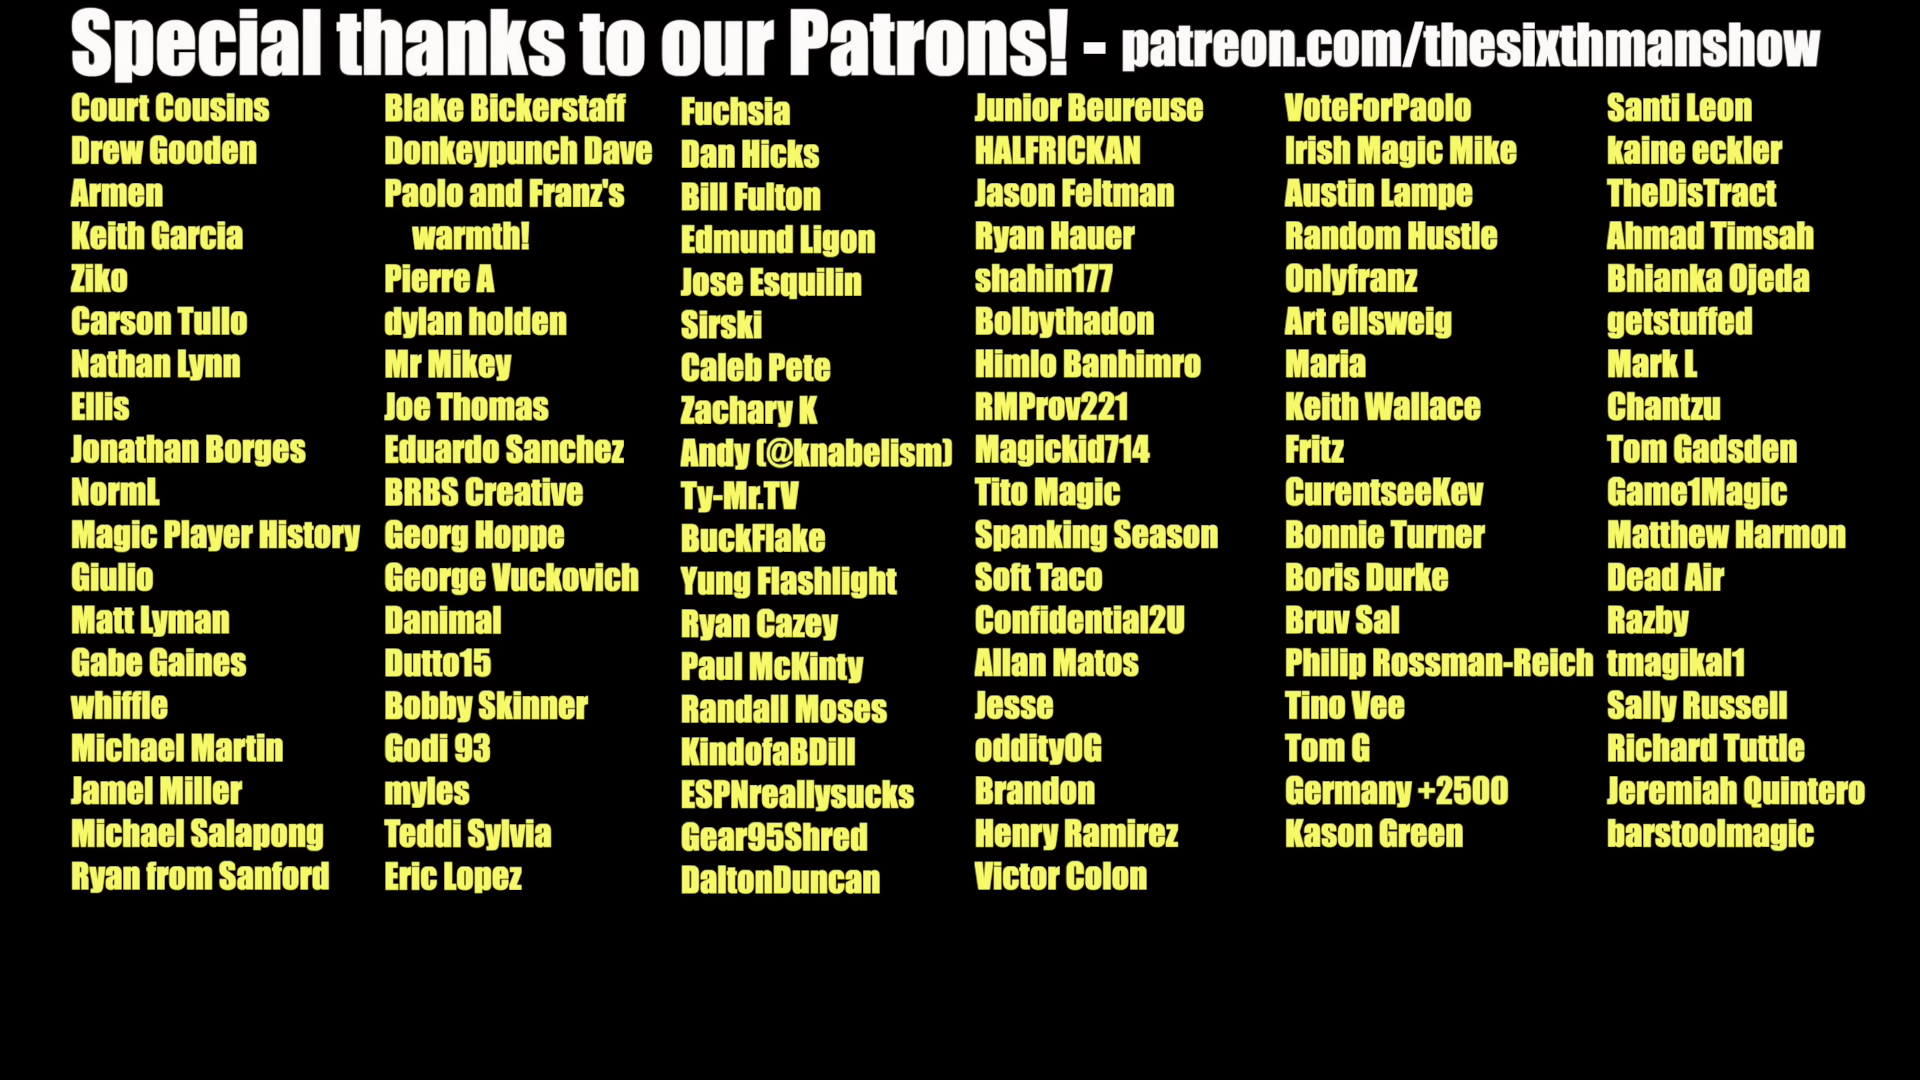 Special thanks to our Patrons! - patreon.com/thesixthmanshow
Court Cousins
Drew Gooden
Armen
Keith Garcia
Ziko
Carson Tullo
Nathan Lynn
Ellis
Jonathan Borges
NormL
Magic Player History
Giulio
Matt Lyman
Gabe Gaines
whiffle
Michael Martin
Jamel Miller
Michael Salapong
Ryan from Sanford
Blake Bickerstaff
Donkeypunch Dave
Paolo and Franz's
warmth!
Pierre A
dylan holden
Mr Mikey
Joe Thomas
Eduardo Sanchez
BRBS Creative
Georg Hoppe
George Vuckovich
Danimal
Dutto15
Bobby Skinner
Godi 93
myles
Teddi Sylvia
Eric Lopez
Fuchsia
Dan Hicks
Bill Fulton
Edmund Ligon
Jose Esquilin
Sirski
Caleb Pete
Zachary K
Andy (@knabelism)
Ty-Mr.TV
BuckFlake
Yung Flashlight
Ryan Cazey
Paul McKinty
Randall Moses
KindofaBDill
ESPNreallysucks
Gear95Shred
DaltonDuncan
Junior Beureuse
HALFRICKAN
Jason Feltman
Ryan Hauer
shahin177
Bolbythadon
Himlo Banhimro
RMProv221
Magickid714
Tito Magic
Spanking Season
Soft Taco
Confidential2U
Allan Matos
Jesse
oddityOG
Brandon
Henry Ramirez
Victor Colon
VoteForPaolo
Irish Magic Mike
Austin Lampe
Random Hustle
Onlyfranz
Art ellsweig
Maria
Keith Wallace
Fritz
CurentseeKev
Bonnie Turner
Boris Durke
Bruv Sal
Philip Rossman-Reich
Tino Vee
Tom G
Germany +2500
Kason Green
Santi Leon
kaine eckler
TheDisTract
Ahmad Timsah
Bhianka Ojeda
getstuffed
Mark L
Chantzu
Tom Gadsden
Game1Magic
Matthew Harmon
Dead Air
Razby
tmagikal1
Sally Russell
Richard Tuttle
Jeremiah Quintero
barstoolmagic